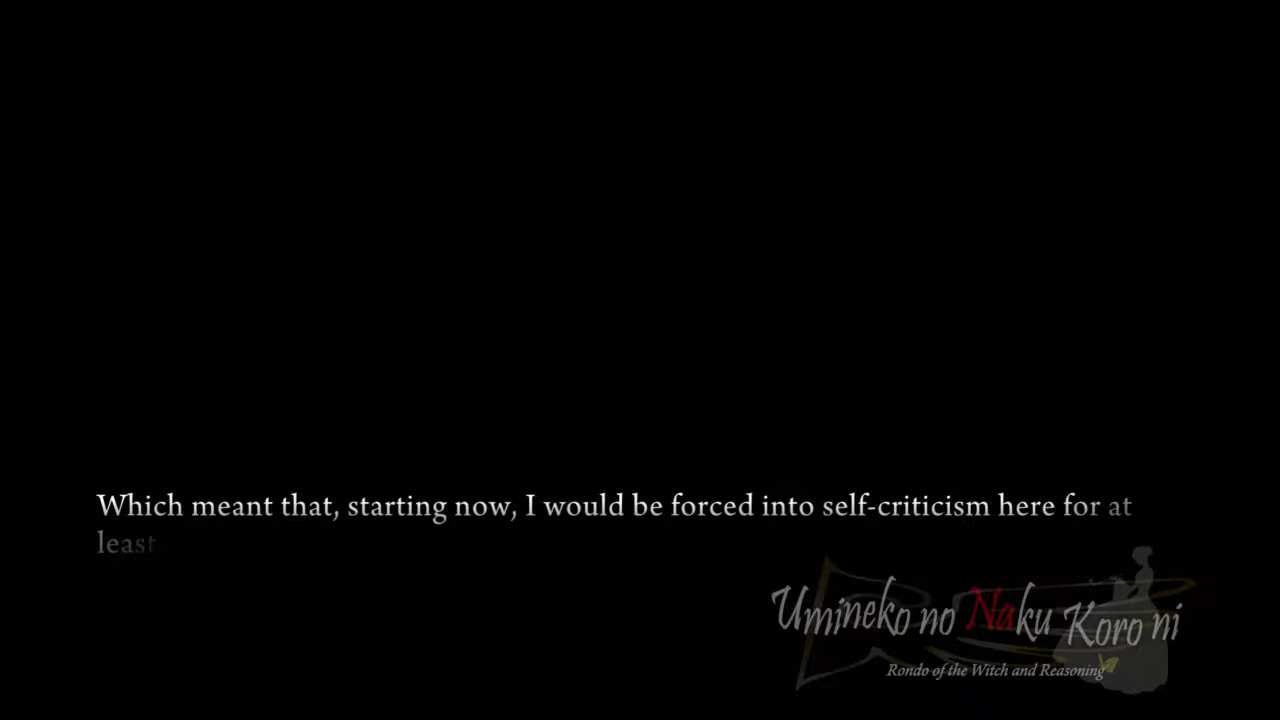 Which meant that, starting now, I would be forced into self-criticism here for at
least
Umineko no Naku Koro ni
Rondo of the Witch and Reasoning